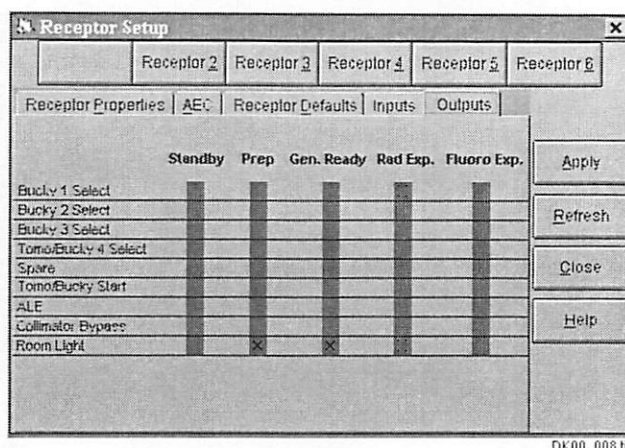 Receptor Setup
Receptor 2 Receptor 3 Receptor 4 Receptor 5 Receptor 6
Receptor Properties AEC Receptor Defaults Inputs Outputs
Standby Prep Gen. Ready Rad Exp. Fluoro Exp.
Apply
Bucky 1 Select
Bucky 2 Select
Refresh
Bucky 3 Select
Tomo/Bucky 4 Select
Spare
Close
Tomo/Bucky Start
ALE
Collimator Bypass
Help
Room Light